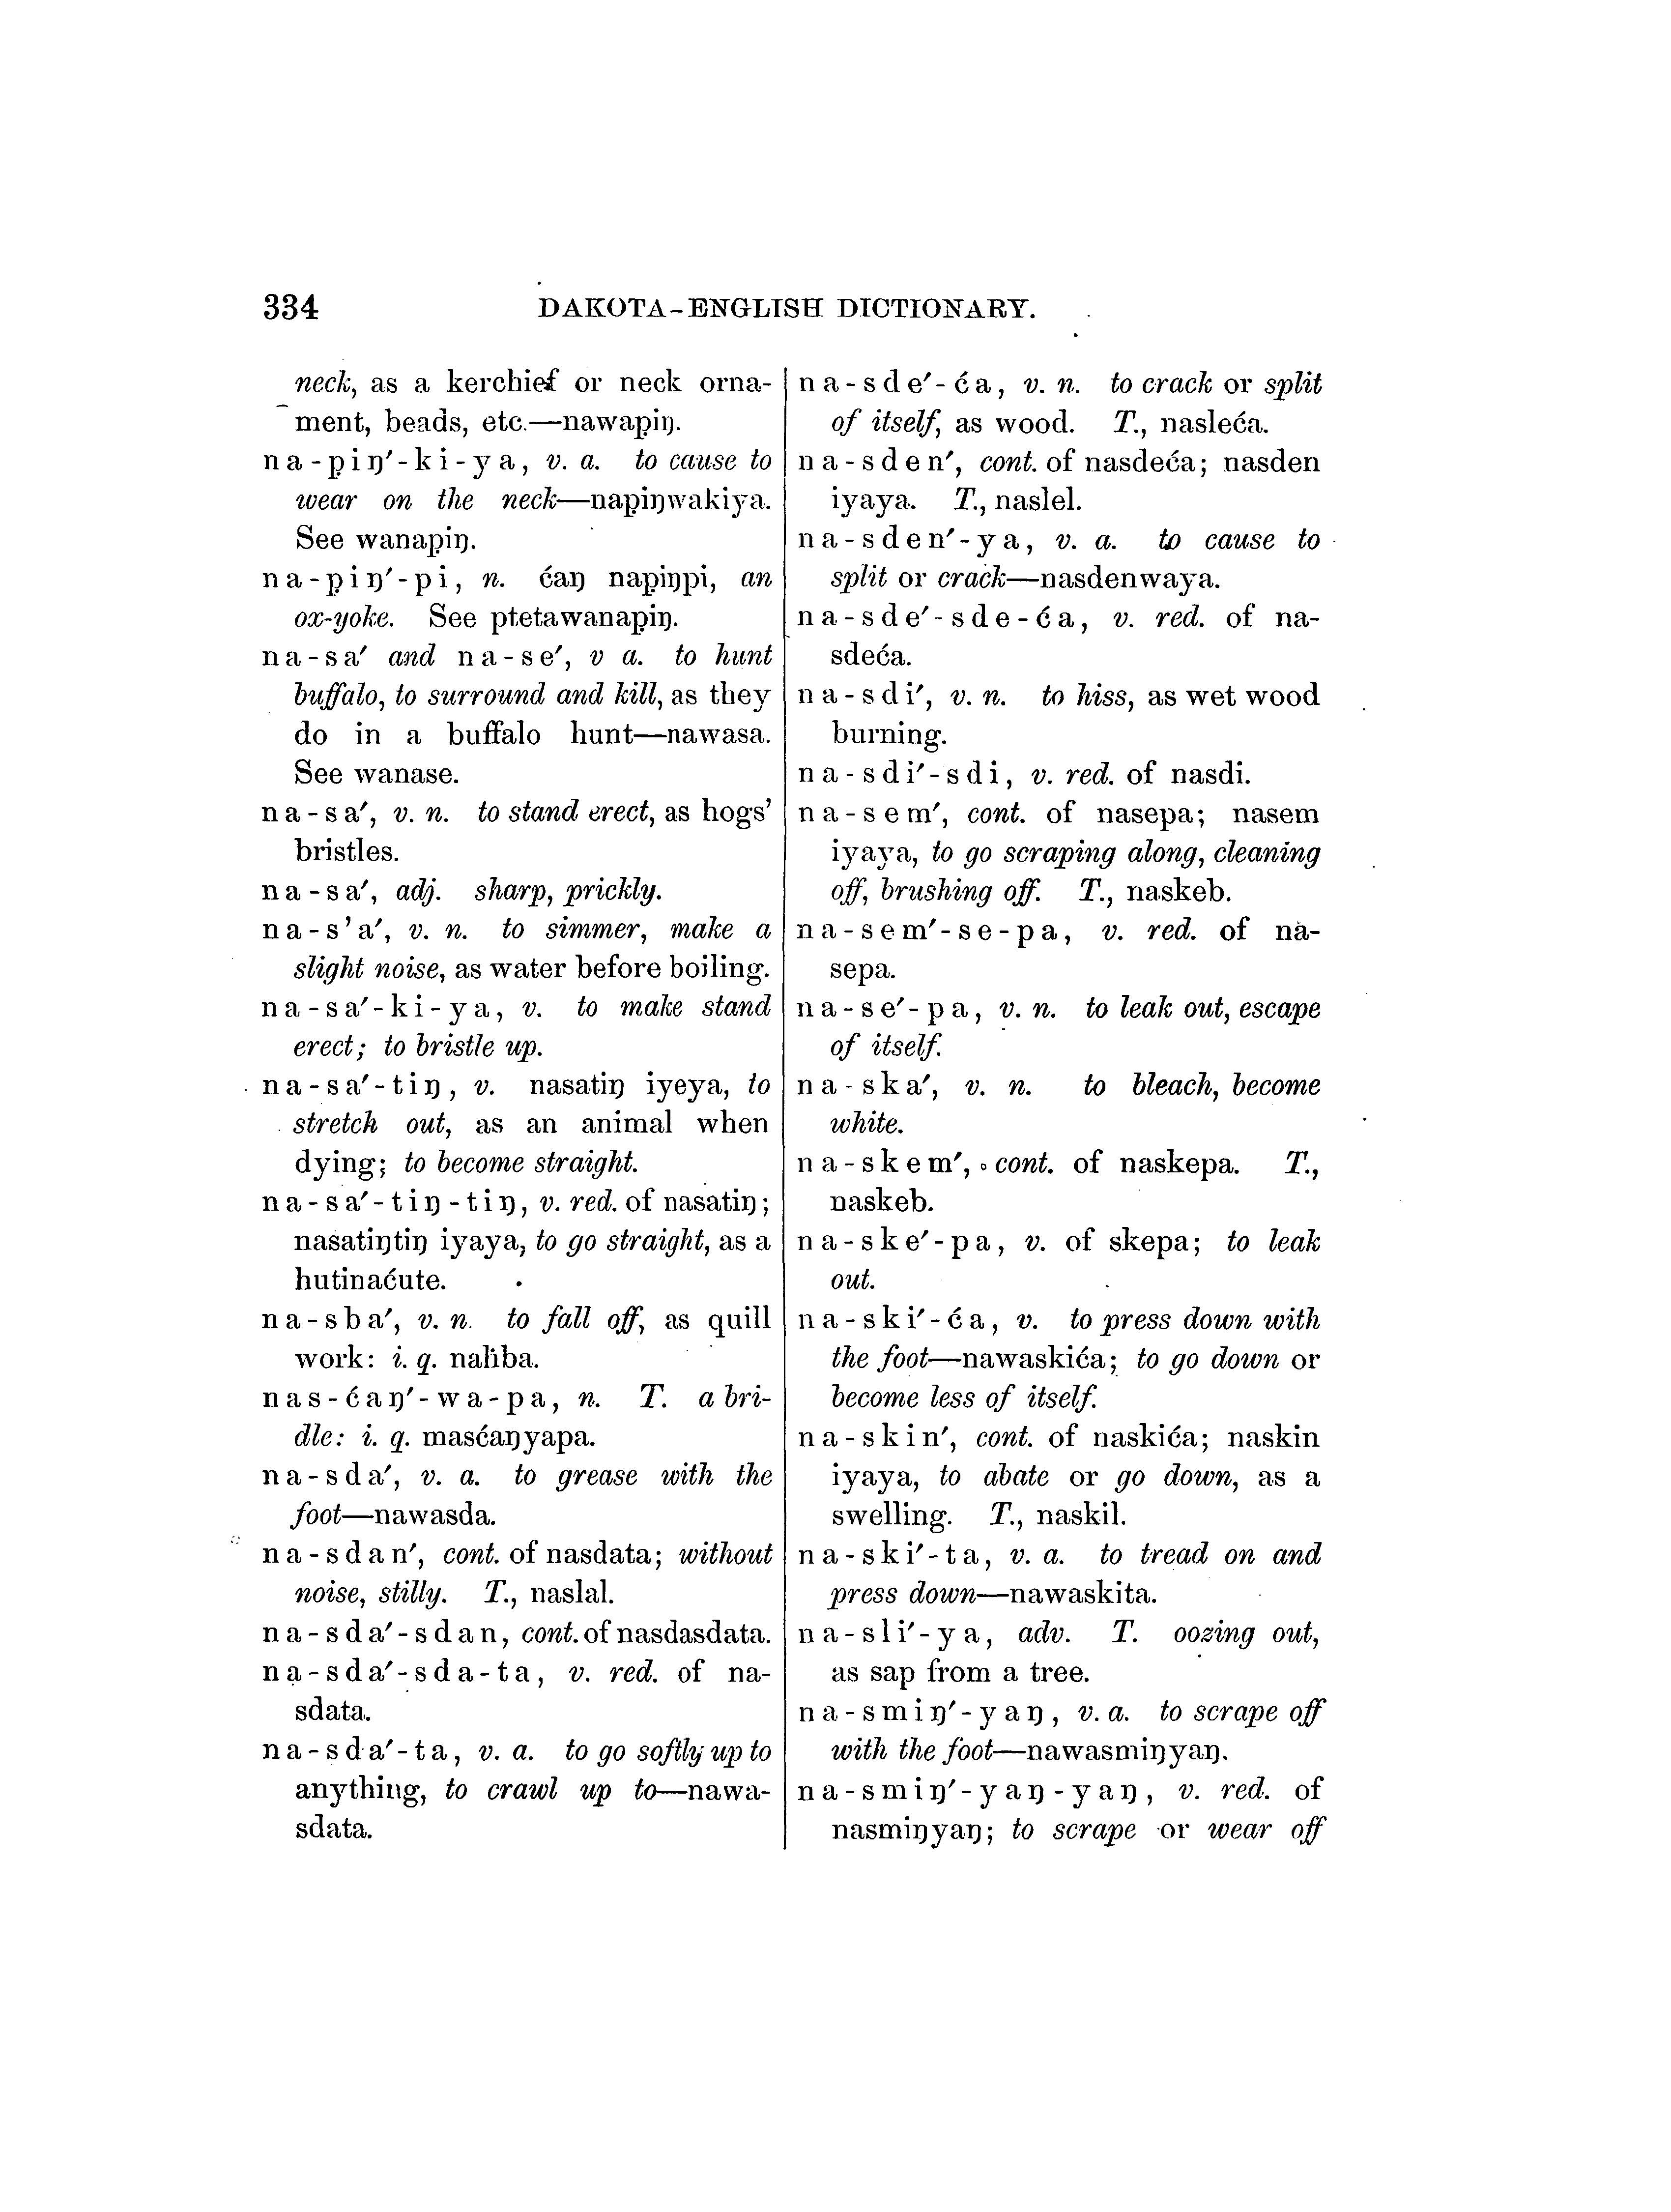 334 DAKOTA-ENGLISH DICTIONARY.
neck, as a kerchief or neck orna-
ment, beads, etc.—nawapiŋ.
na-piŋ′-ki-ya, v. a. to cause to
wear on the neck—napiŋwakiya.
See wanapiŋ.
na-piŋ′-pi, n. ćaŋ napiŋpi, an
ox-yoke. See ptetawanapiŋ.
na-sa′ and na-se′, v a. to hunt
buffalo, to surround and kill, as they
do in a buffalo hunt—nawasa.
See wanase.
na-sa′, v. n. to stand erect, as hogs'
bristles.
na-sa′, adj. sharp, prickly.
na-s'a′, v. n. to simmer, make a
slight noise, as water before boiling.
na-sa′-ki-ya, v. to make stand
erect; to bristle up.
na-sa′-tiŋ, v. nasatiŋ iyeya, to
stretch out, as an animal when
dying; to become straight.
na-sa′-tiŋ-tiŋ, v. red. of nasatiŋ;
nasatiŋtiŋ iyaya, to go straight, as a
hutinaćute.
na-sba′, v. n. to fall off, as quill
work: i. q. naḣba.
nas-ćaŋ′-wa-pa, n. T. a bri-
dle: i. q. masćaŋyapa.
na-sda′, v. a. to grease with the
foot—nawasda.
na-sdan′, cont. of nasdata; without
noise, stilly. T., naslal.
na-sda′-sdan, cont. of nasdasdata.
na-sda′-sda-ta, v. red. of na-
sdata.
na-sda′-ta, v. a. to go softly up to
anything, to crawl up to—nawa-
sdata.
na-sde′-ća, v. n. to crack or split
of itself, as wood. T., nasleća.
na-sden′, cont. of nasdeća; nasden
iyaya. T., naslel.
na-sden′-ya, v. a. to cause to
split or crack—nasdenwaya.
na-sde′-sde-ća, v. red. of na-
sdeća.
na-sdi′, v. n. to hiss, as wet wood
burning.
na-sdi′-sdi, v. red. of nasdi.
na-sem′, cont. of nasepa; nasem
iyaya, to go scraping along, cleaning
off, brushing off. T., naskeb.
na-sem′-se-pa, v. red. of na-
sepa.
na-se′-pa, v. n. to leak out, escape
of itself.
na-ska′, v. n. to bleach, become
white.
na-skem′, cont. of naskepa. T.,
naskeb.
na-ske′-pa, v. of skepa; to leak
out.
na-ski′-ća, v. to press down with
the foot—nawaskića; to go down or
become less of itself.
na-skin′, cont. of naskića; naskin
iyaya, to abate or go down, as a
swelling. T., naskil.
na-ski′-ta, v. a. to tread on and
press down—nawaskita.
na-sli′-ya, adv. T. oozing out,
as sap from a tree.
na-smiŋ′-yaŋ, v. a. to scrape off
with the foot—nawasmiŋyaŋ.
na-smiŋ′-yaŋ-yaŋ, v. red. of
nasmiŋyaŋ; to scrape or wear off